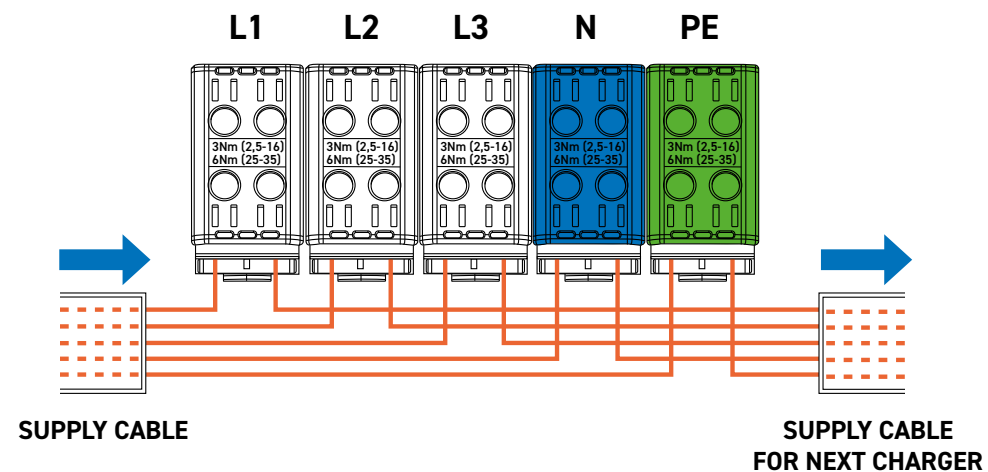 L1 L2 L3 N PE
3Nm (2,5-16) 3Nm (2,5-16) 3Nm (2,5-16) 3Nm (2,5-16) 3Nm (2,5-16)
6Nm (25-35) 6Nm (25-35) 6Nm (25-35) 6Nm (25-35) 6Nm (25-35)
SUPPLY CABLE SUPPLY CABLE
FOR NEXT CHARGER